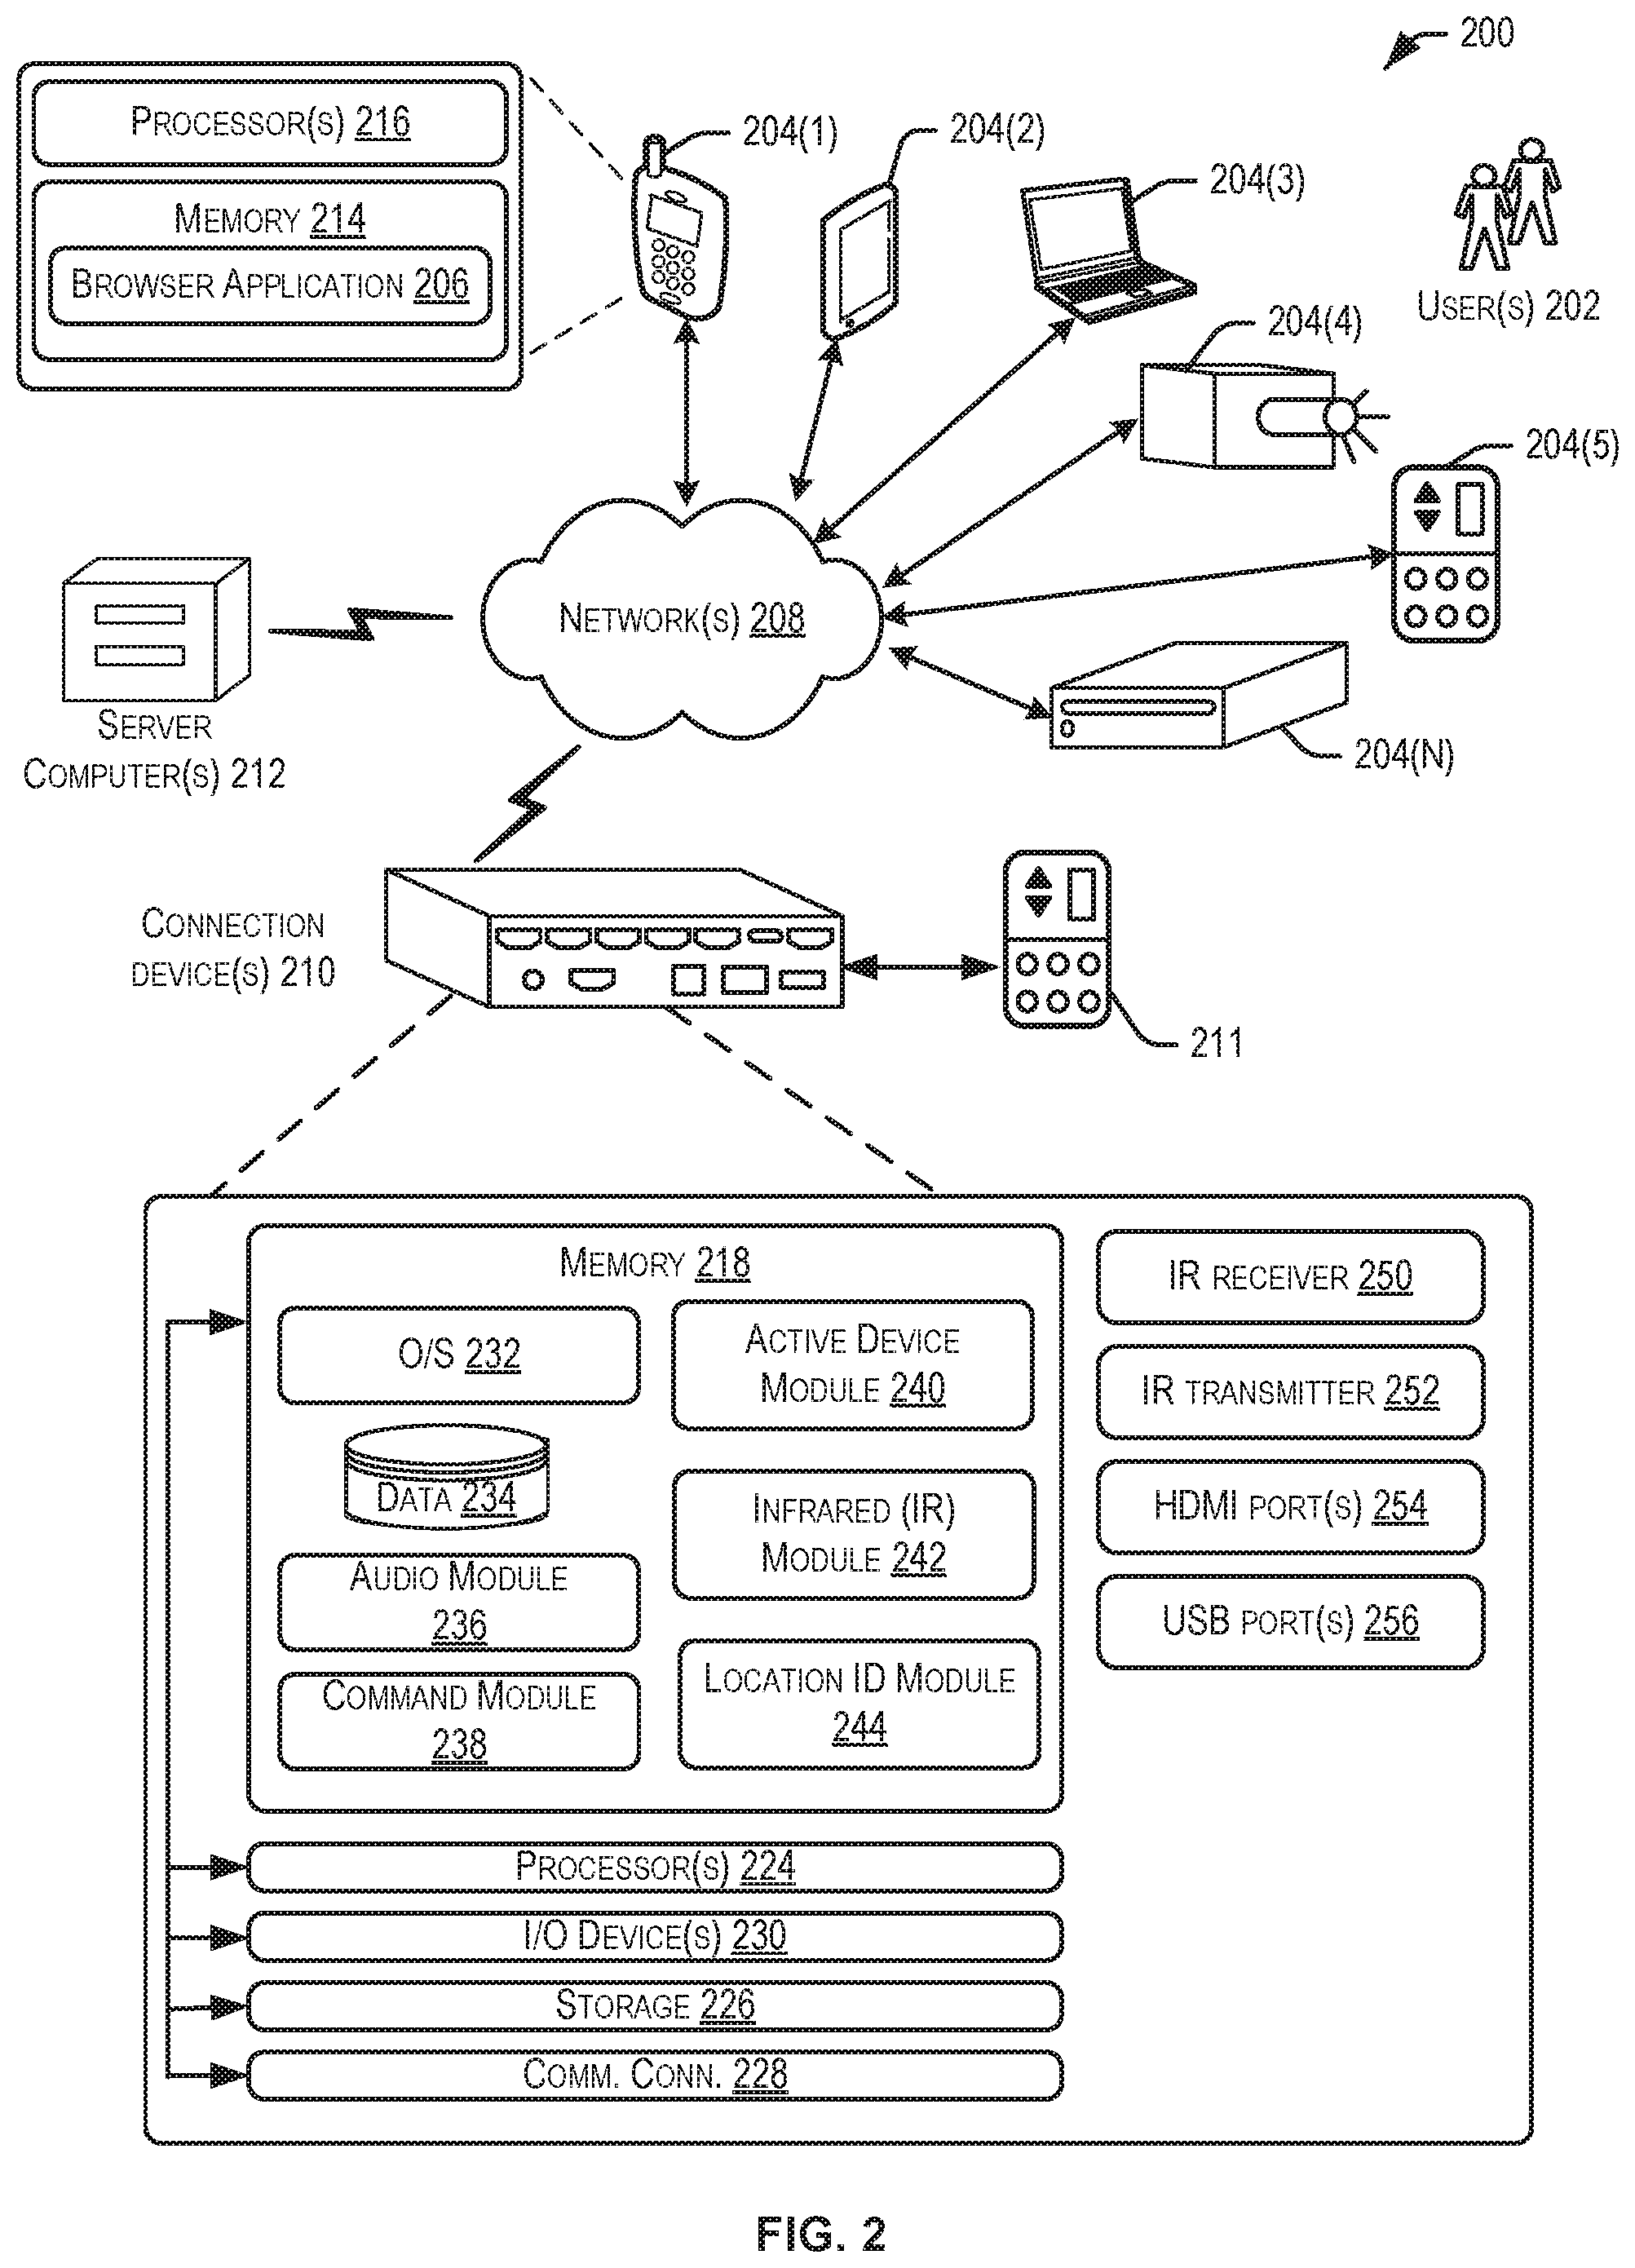 200
PROCESSOR(S) 216
MEMORY 214
BROWSER APPLICATION 206
204(1)
204(2)
204(3)
204(4)
204(5)
204(N)
USER(S) 202
NETWORK(S) 208
SERVER
COMPUTER(S) 212
CONNECTION
DEVICE(S) 210
211
MEMORY 218
O/S 232
DATA 234
AUDIO MODULE
236
COMMAND MODULE
238
ACTIVE DEVICE
MODULE 240
INFRARED (IR)
MODULE 242
LOCATION ID MODULE
244
IR RECEIVER 250
IR TRANSMITTER 252
HDMI PORT(S) 254
USB PORT(S) 256
PROCESSOR(S) 224
I/O DEVICE(S) 230
STORAGE 226
COMM. CONN. 228
FIG. 2